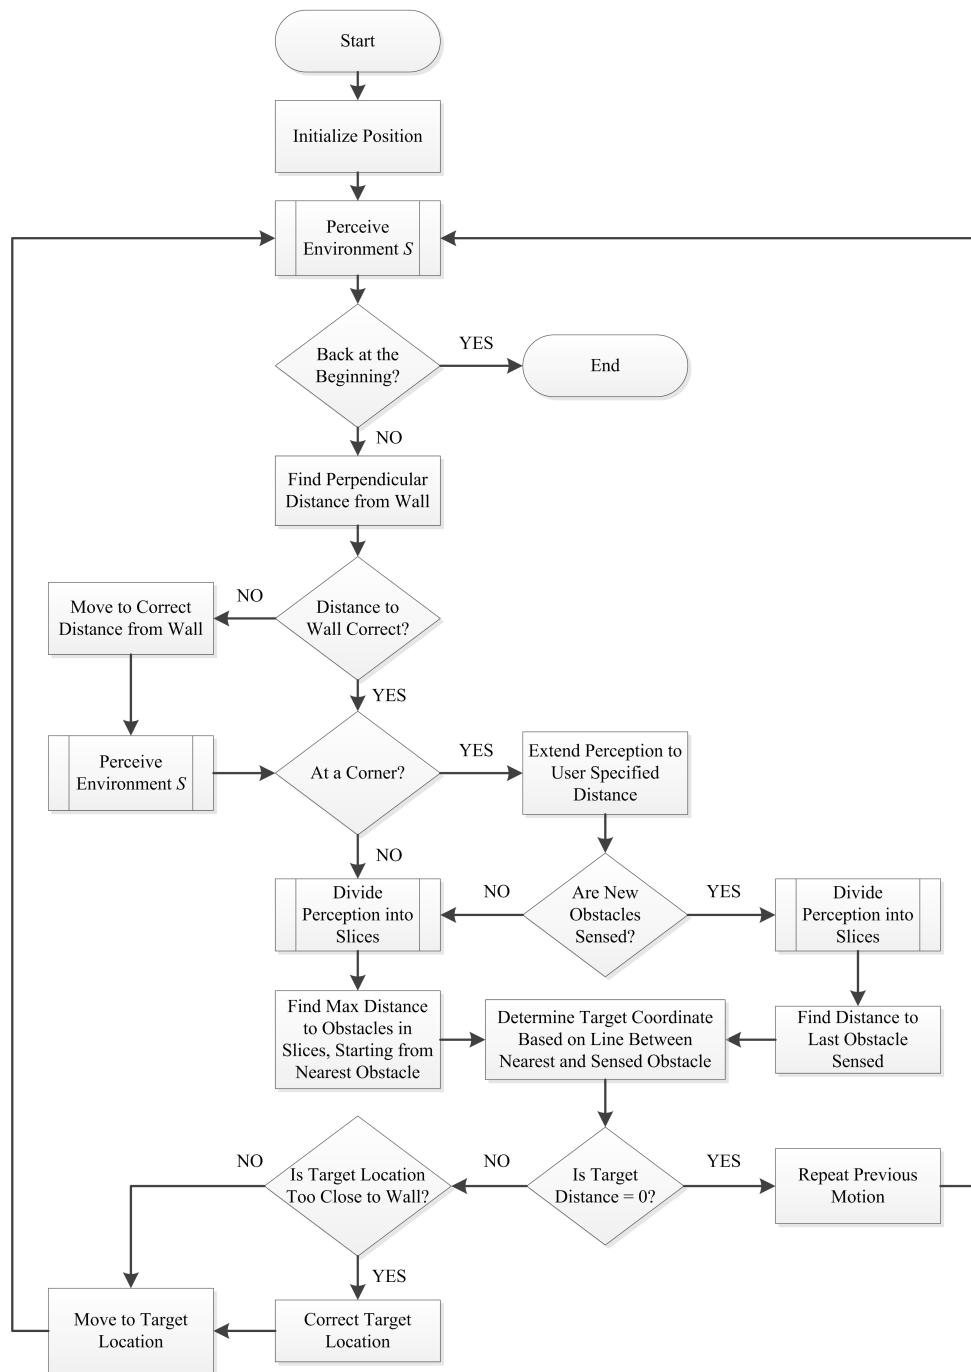 Start
Initialize Position
Perceive
Environment S
Back at the
Beginning?
YES
End
NO
Find Perpendicular
Distance from Wall
Distance to
Wall Correct?
NO
Move to Correct
Distance from Wall
YES
Perceive
Environment S
At a Corner?
YES
Extend Perception to
User Specified
Distance
NO
Divide
Perception into
Slices
NO
Are New
Obstacles
Sensed?
YES
Divide
Perception into
Slices
Find Max Distance
to Obstacles in
Slices, Starting from
Nearest Obstacle
Determine Target Coordinate
Based on Line Between
Nearest and Sensed Obstacle
Find Distance to
Last Obstacle
Sensed
NO
Is Target Location
Too Close to Wall?
NO
Is Target
Distance = 0?
YES
Repeat Previous
Motion
YES
Move to Target
Location
Correct Target
Location